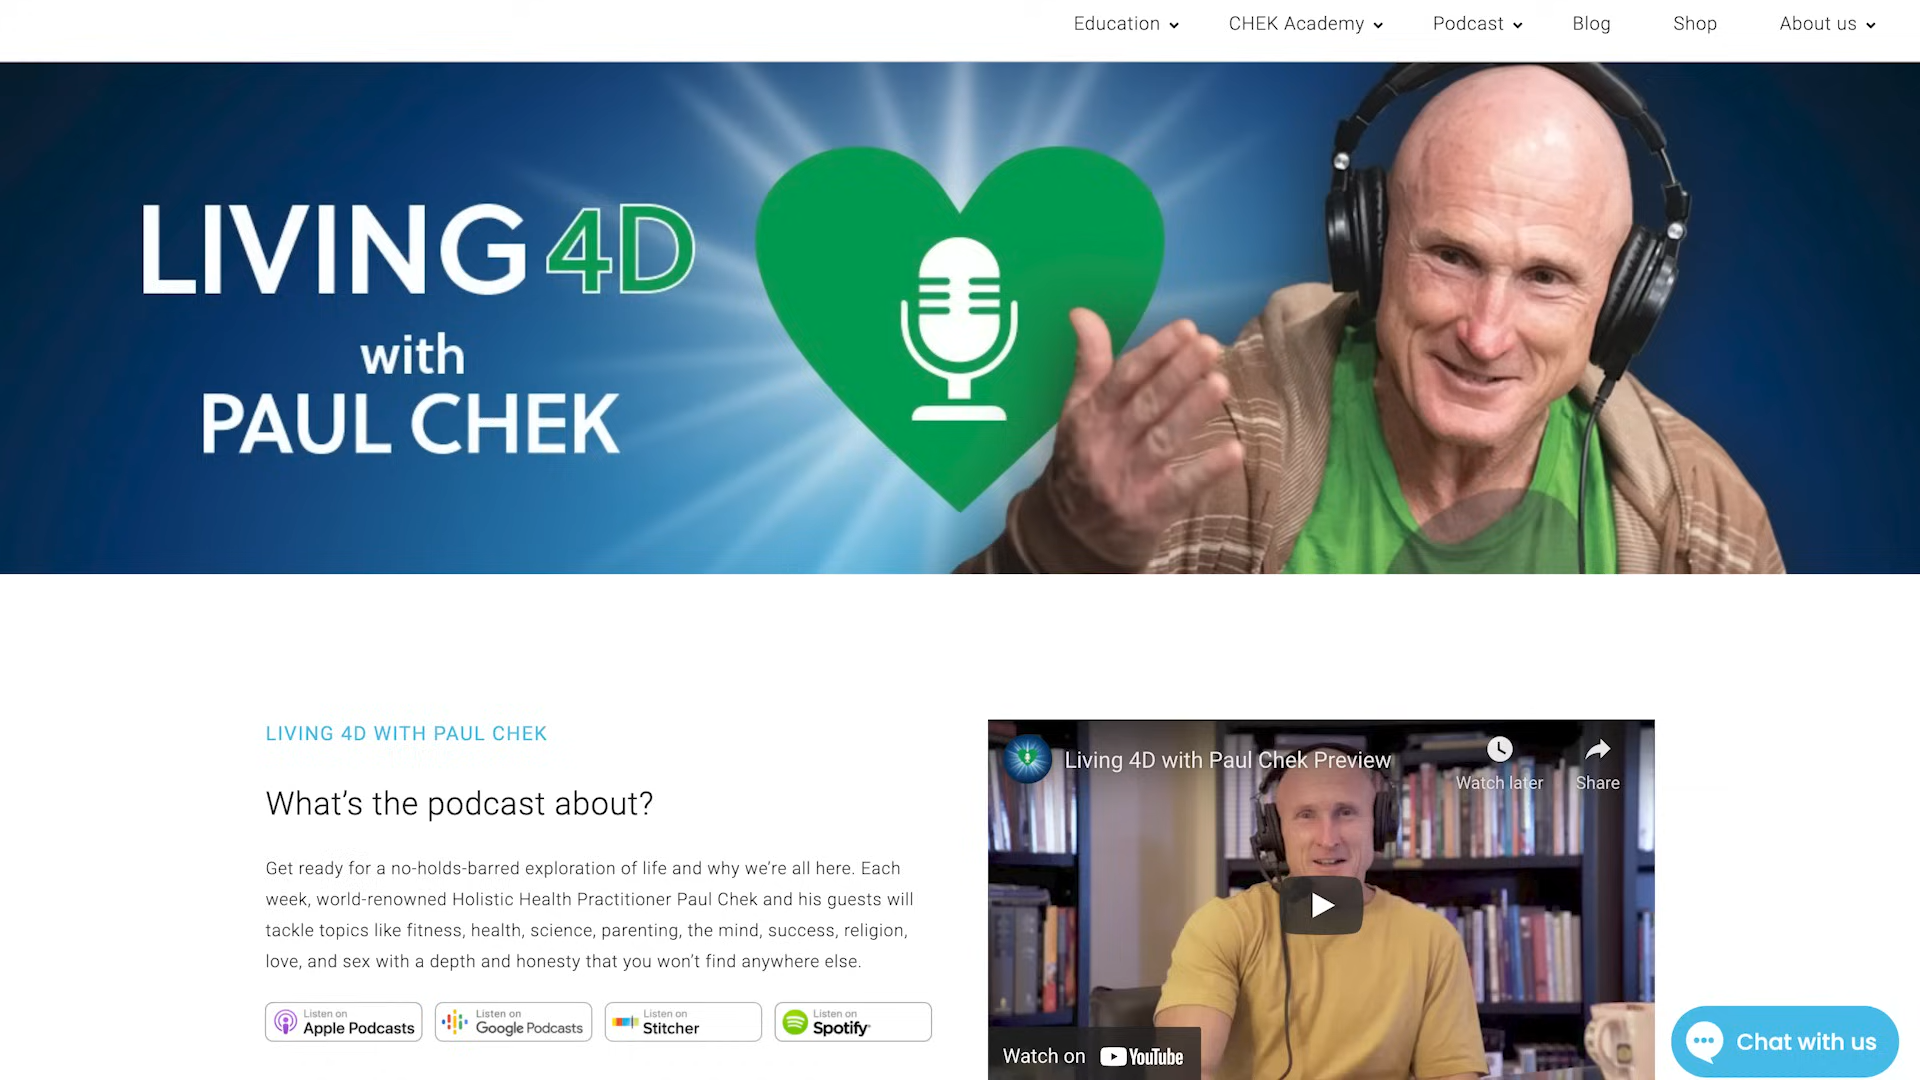 Education
CHEK Academy
Podcast
Blog
Shop
About us
LIVING 4D
with
PAUL CHEK
LIVING 4D WITH PAUL CHEK
What’s the podcast about?
Get ready for a no-holds-barred exploration of life and why we’re all here. Each
week, world-renowned Holistic Health Practitioner Paul Chek and his guests will
tackle topics like fitness, health, science, parenting, the mind, success, religion,
love, and sex with a depth and honesty that you won’t find anywhere else.
Listen on
Apple Podcasts
Listen on
Google Podcasts
Listen on
Stitcher
Listen on
Spotify
Living 4D with Paul Chek Preview
Watch later
Share
Watch on YouTube
Chat with us